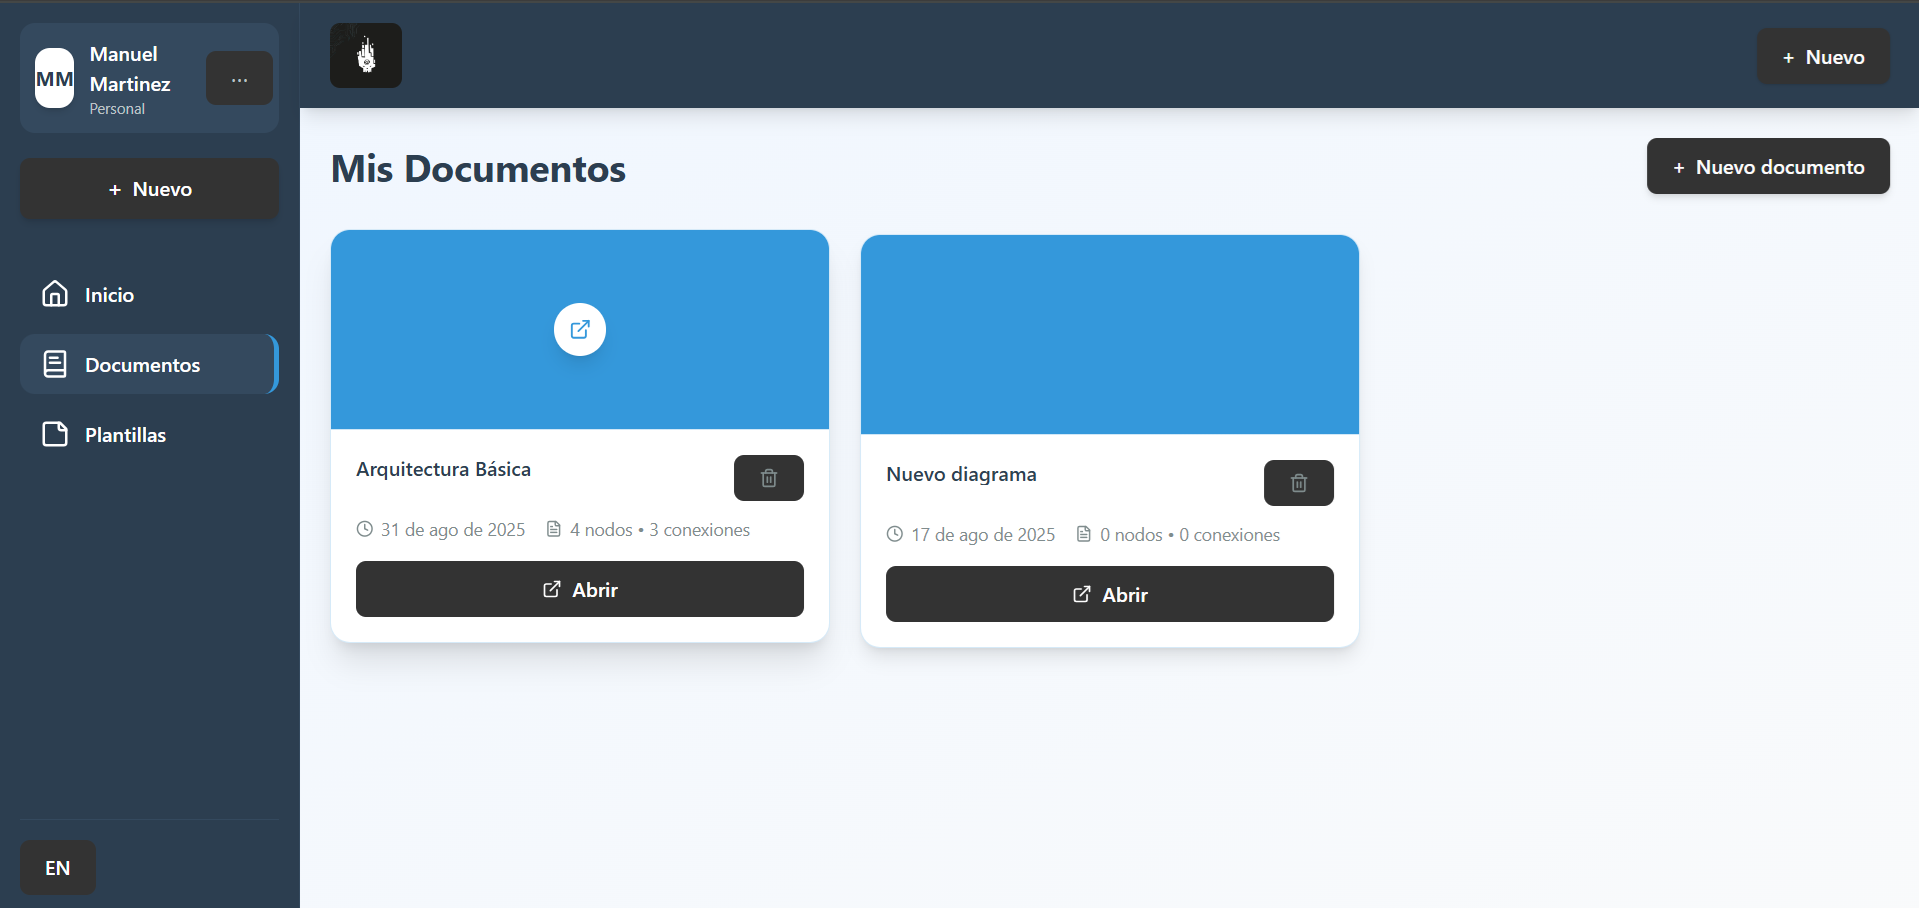 MM
Manuel
Martinez
Personal
...
+ Nuevo
Inicio
Documentos
Plantillas
EN
+ Nuevo
Mis Documentos
+ Nuevo documento
Arquitectura Básica
31 de ago de 2025 4 nodos • 3 conexiones
Abrir
Nuevo diagrama
17 de ago de 2025 0 nodos • 0 conexiones
Abrir